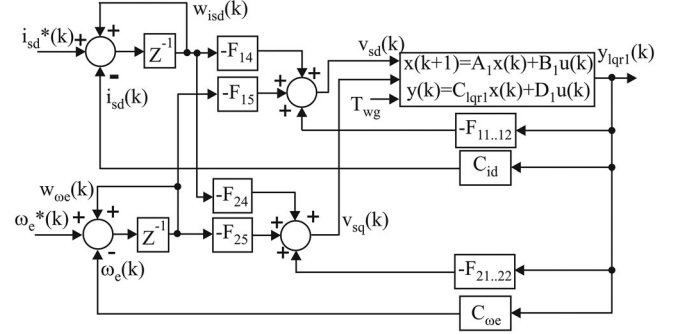 w_isd(k)
i_sd*(k)
+
+
-
Z^-1
-F_14
+
+
+
v_sd(k)
x(k+1)=A_1x(k)+B_1u(k)
y(k)=C_lqr1x(k)+D_1u(k)
y_lqr1(k)
i_sd(k)
-F_15
T_wg
-F_11..12
C_id
w_ωe(k)
-F_24
ω_e*(k)
+
+
-
Z^-1
-F_25
+
+
+
v_sq(k)
ω_e(k)
-F_21..22
C_ωe